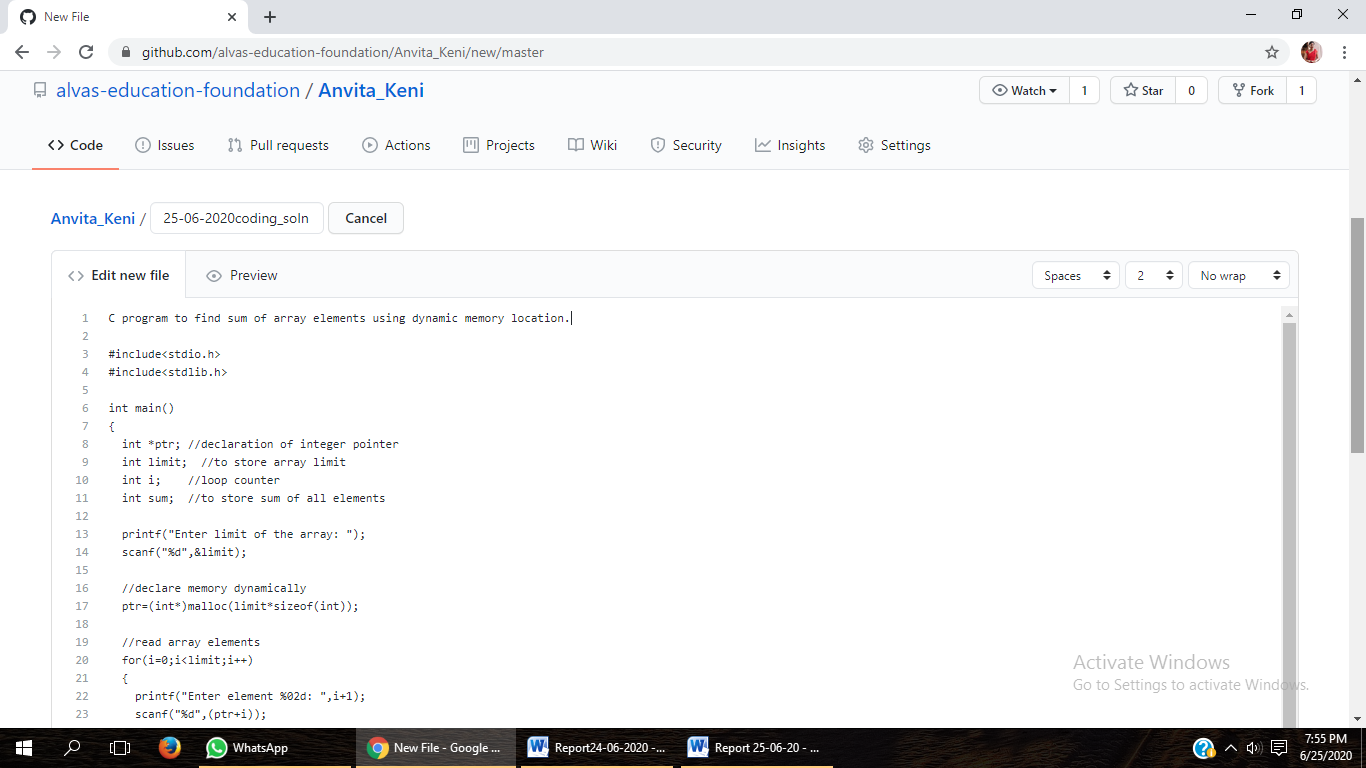 New File
github.com/alvas-education-foundation/Anvita_Keni/new/master
alvas-education-foundation / Anvita_Keni
Watch 1 Star 0 Fork 1
Code Issues Pull requests Actions Projects Wiki Security Insights Settings
Anvita_Keni / 25-06-2020coding_soln Cancel
Edit new file Preview Spaces 2 No wrap
1 C program to find sum of array elements using dynamic memory location.
2
3 #include<stdio.h>
4 #include<stdlib.h>
5
6 int main()
7 {
8 int *ptr; //declaration of integer pointer
9 int limit; //to store array limit
10 int i; //loop counter
11 int sum; //to store sum of all elements
12
13 printf("Enter limit of the array: ");
14 scanf("%d",&limit);
15
16 //declare memory dynamically
17 ptr=(int*)malloc(limit*sizeof(int));
18
19 //read array elements
20 for(i=0;i<limit;i++)
21 {
22 printf("Enter element %02d: ",i+1);
23 scanf("%d",(ptr+i));
Activate Windows
Go to Settings to activate Windows.
WhatsApp New File - Google ... Report24-06-2020 -... Report 25-06-20 - ...
7:55 PM
6/25/2020